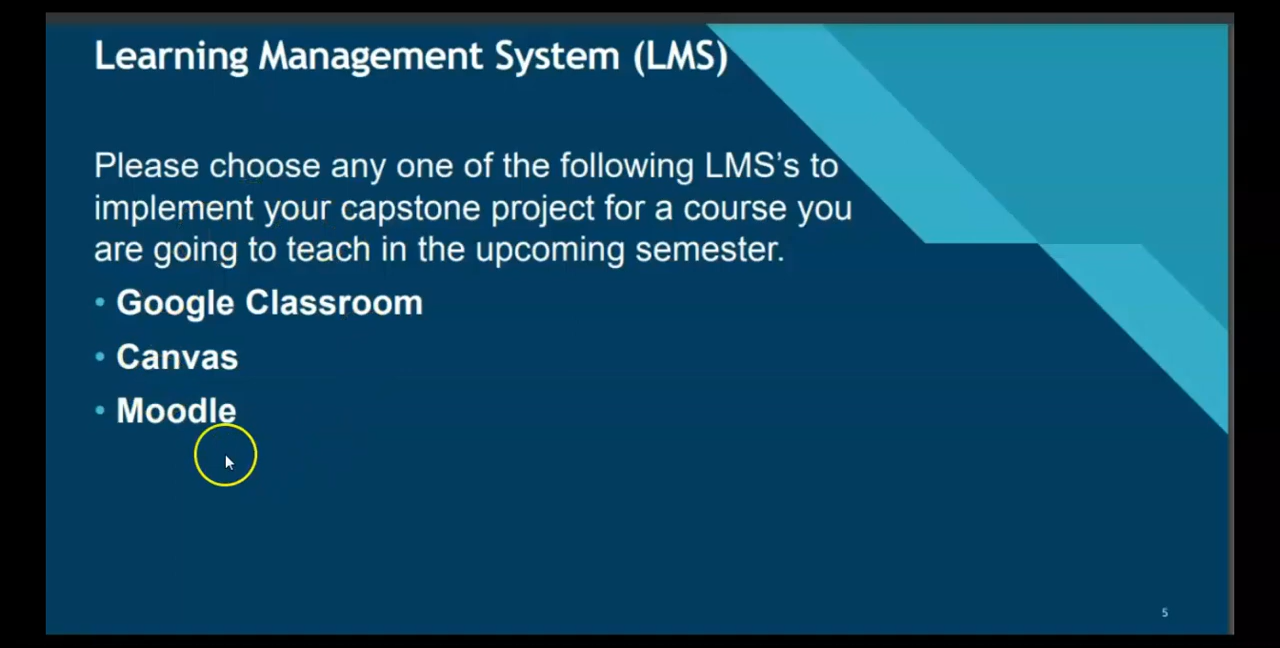 Learning Management System (LMS)
Please choose any one of the following LMS’s to
implement your capstone project for a course you
are going to teach in the upcoming semester.
• Google Classroom
• Canvas
• Moodle
5